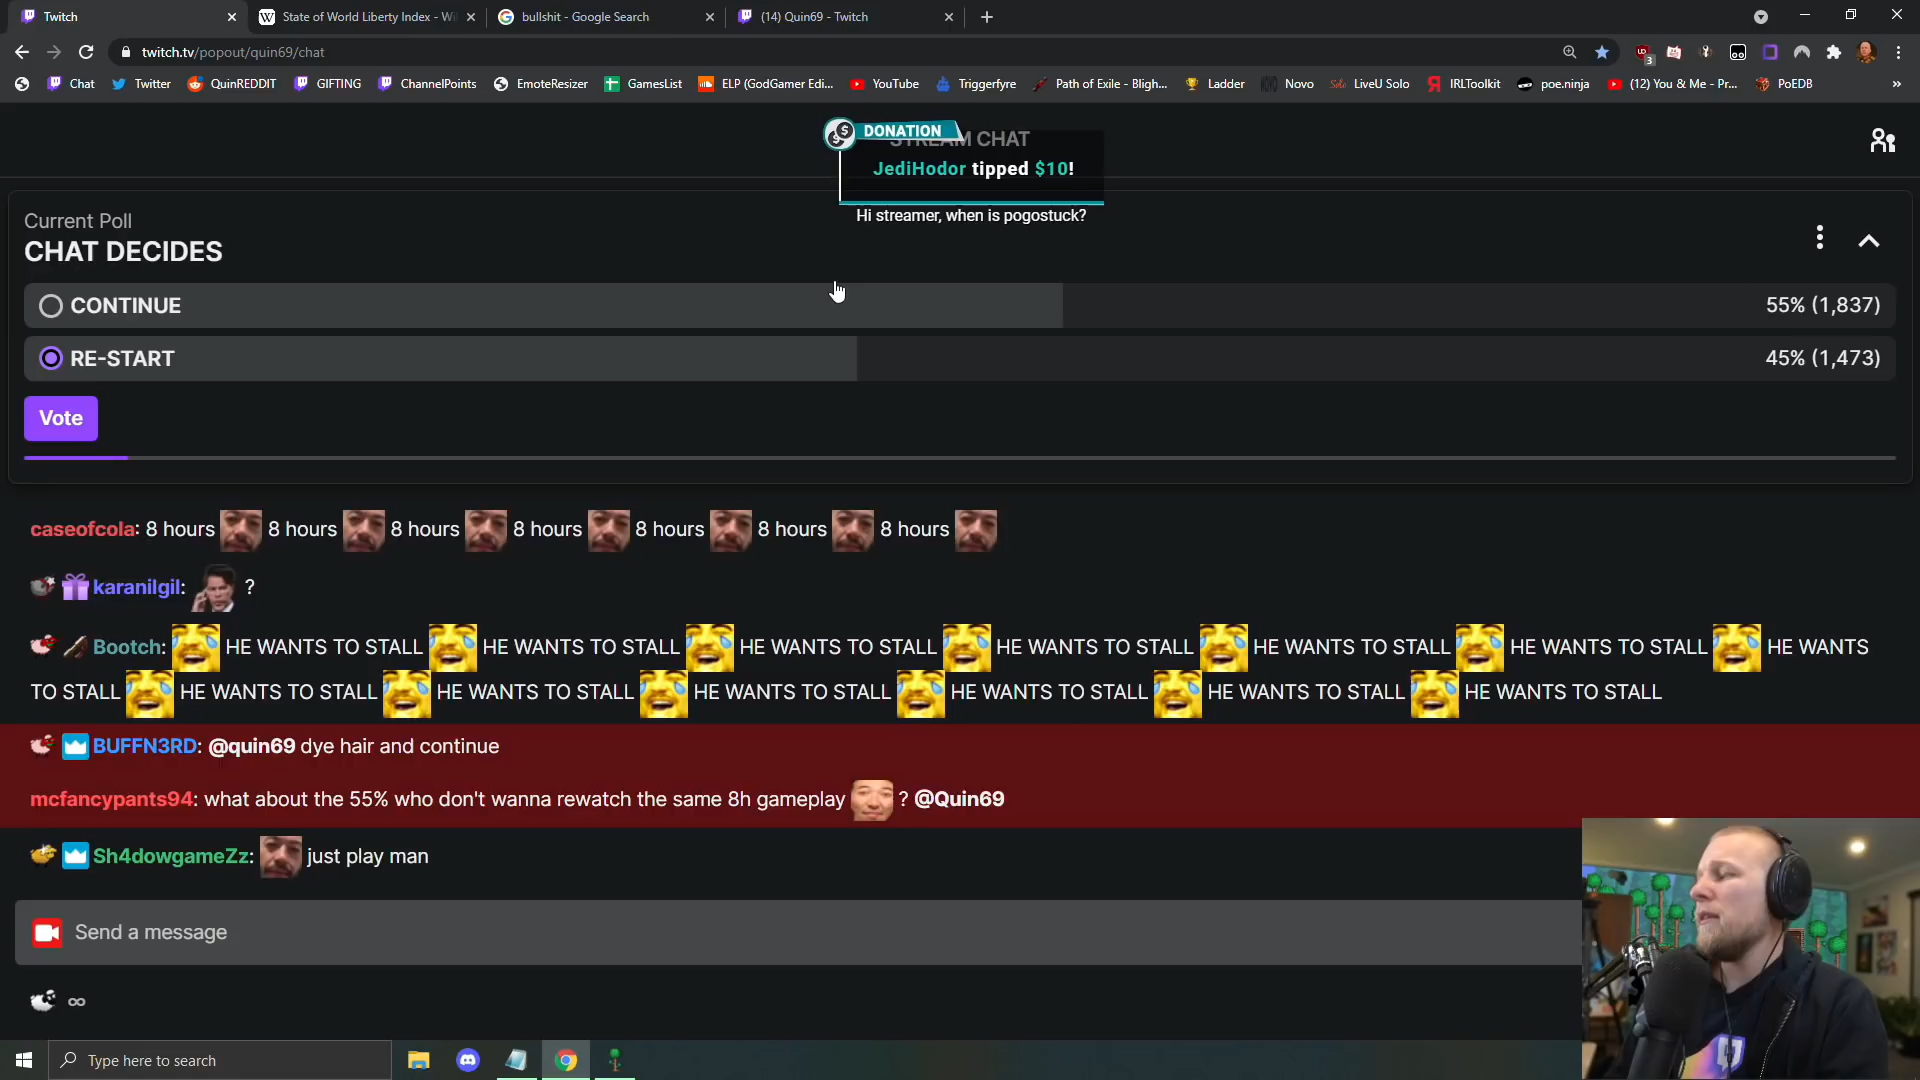 Twitch
State of World Liberty Index - Wi
bullshit - Google Search
(14) Quin69 - Twitch
twitch.tv/popout/quin69/chat
3
Chat
Twitter
QuinREDDIT
GIFTING
ChannelPoints
EmoteResizer
GamesList
ELP (GodGamer Edi...
YouTube
Triggerfyre
Path of Exile - Bligh...
Ladder
Novo
LiveU Solo
IRLToolkit
poe.ninja
(12) You & Me - Pr...
PoEDB
»
DONATION
STREAM CHAT
JediHodor tipped $10!
Hi streamer, when is pogostuck?
Current Poll
CHAT DECIDES
CONTINUE 55% (1,837)
RE-START 45% (1,473)
Vote
caseofcola: 8 hours 8 hours 8 hours 8 hours 8 hours 8 hours 8 hours
karanilgil: ?
Bootch: HE WANTS TO STALL HE WANTS TO STALL HE WANTS TO STALL HE WANTS TO STALL HE WANTS TO STALL HE WANTS TO STALL HE WANTS
TO STALL HE WANTS TO STALL HE WANTS TO STALL HE WANTS TO STALL HE WANTS TO STALL HE WANTS TO STALL HE WANTS TO STALL
BUFFN3RD: @quin69 dye hair and continue
mcfancypants94: what about the 55% who don't wanna rewatch the same 8h gameplay ? @Quin69
Sh4dowgameZz: just play man
Send a message
∞
Type here to search